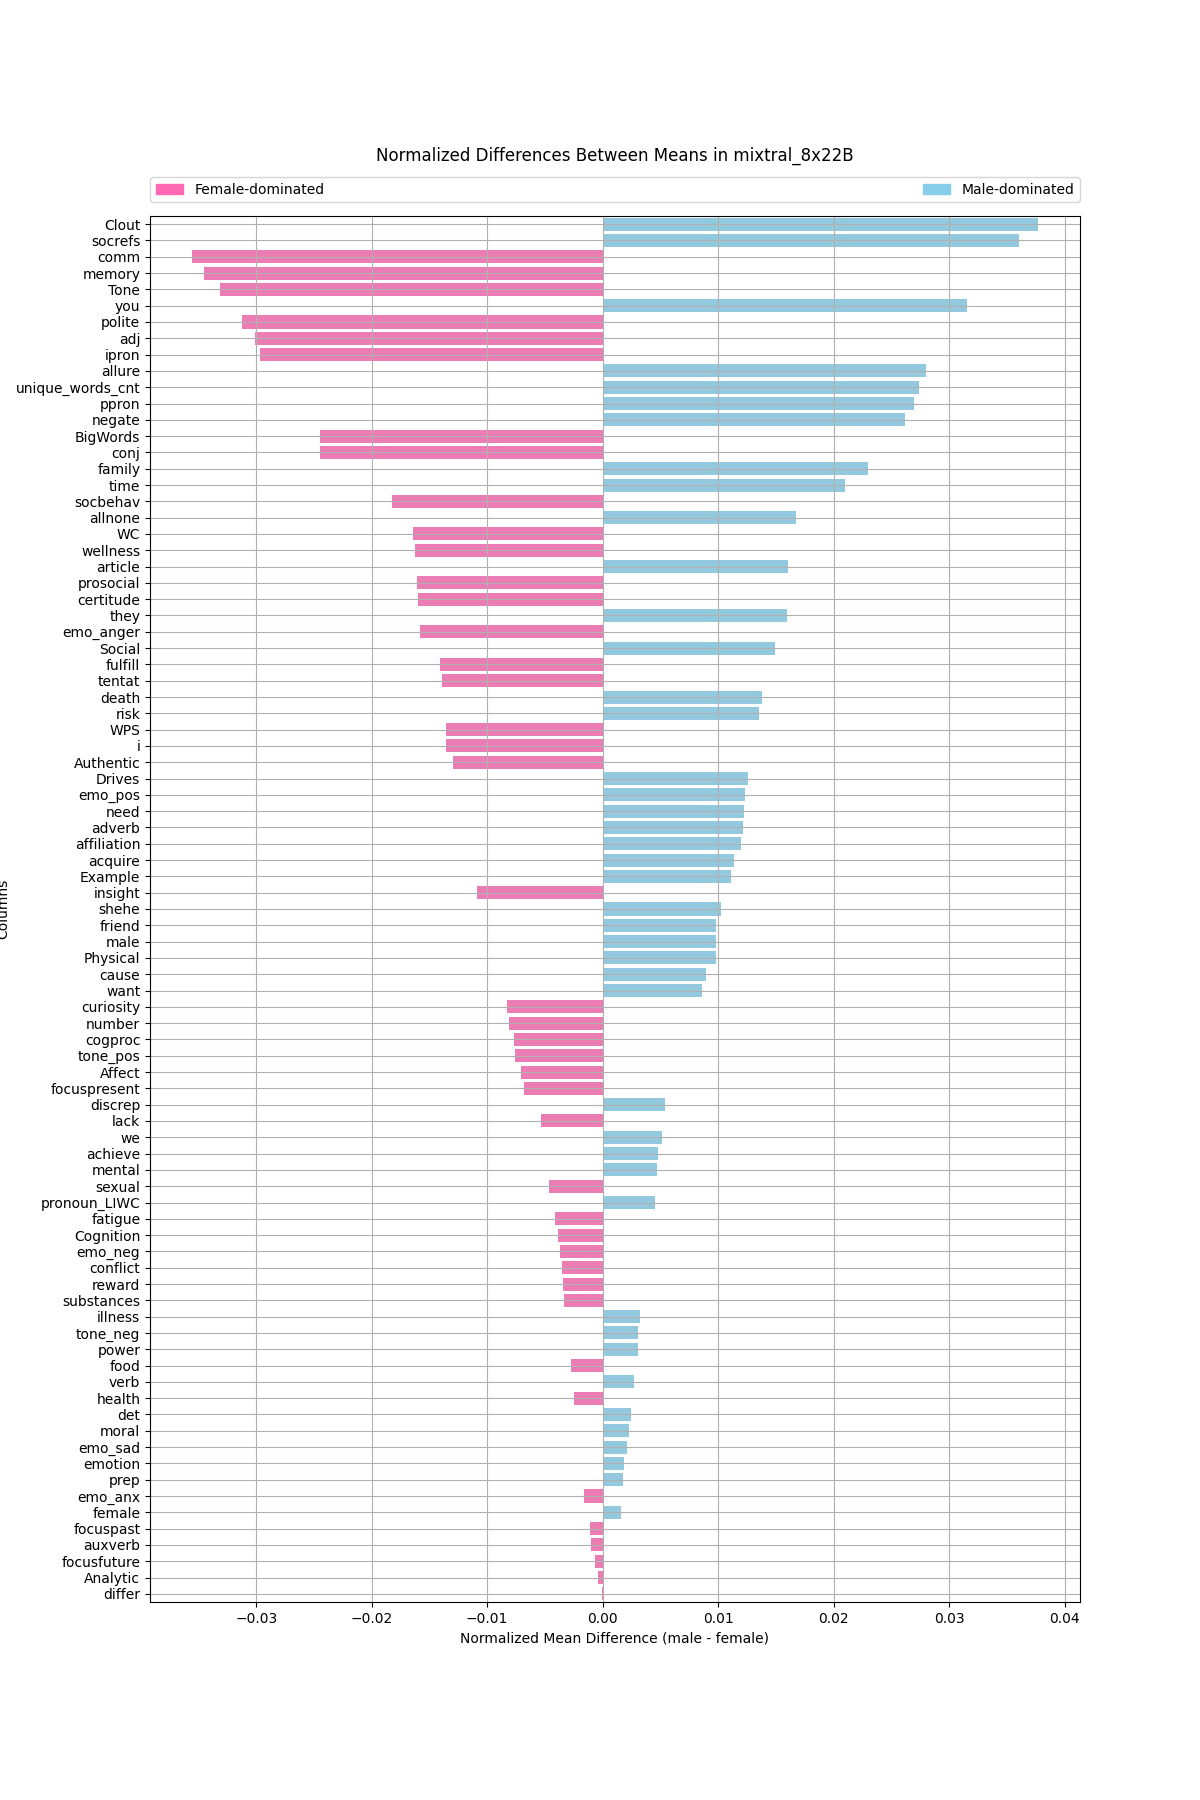 Normalized Differences Between Means in mixtral_8x22B
Female-dominated
Male-dominated
Clout
socrefs
comm
memory
Tone
you
polite
adj
ipron
allure
unique_words_cnt
ppron
negate
BigWords
conj
family
time
socbehav
allnone
WC
wellness
article
prosocial
certitude
they
emo_anger
Social
fulfill
tentat
death
risk
WPS
i
Authentic
Drives
emo_pos
need
adverb
affiliation
acquire
Example
insight
shehe
friend
male
Physical
cause
want
curiosity
number
cogproc
tone_pos
Affect
focuspresent
discrep
lack
we
achieve
mental
sexual
pronoun_LIWC
fatigue
Cognition
emo_neg
conflict
reward
substances
illness
tone_neg
power
food
verb
health
det
moral
emo_sad
emotion
prep
emo_anx
female
focuspast
auxverb
focusfuture
Analytic
differ
Columns
−0.03 −0.02 −0.01 0.00 0.01 0.02 0.03 0.04
Normalized Mean Difference (male - female)